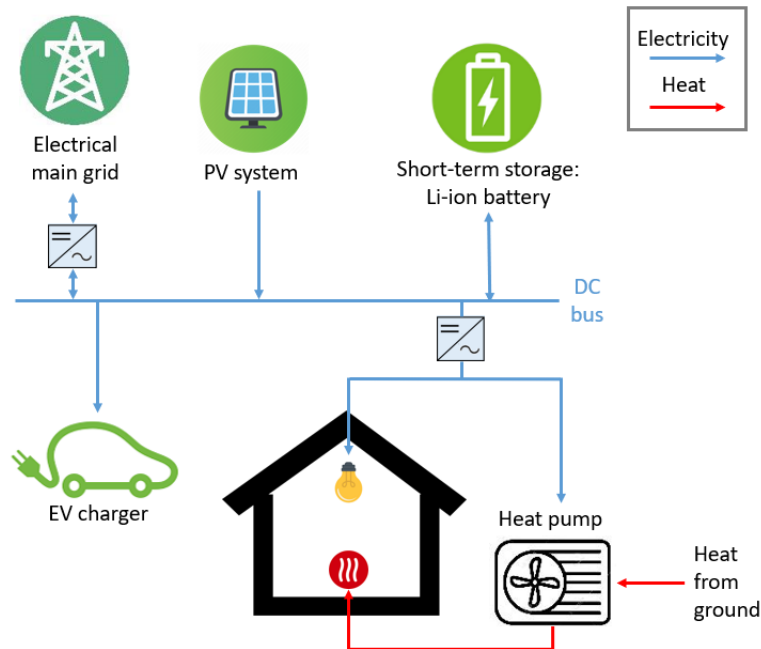 Electricity
Heat
Electrical
main grid
PV system
Short-term storage:
Li-ion battery
DC
bus
EV charger
Heat pump
Heat
from
ground